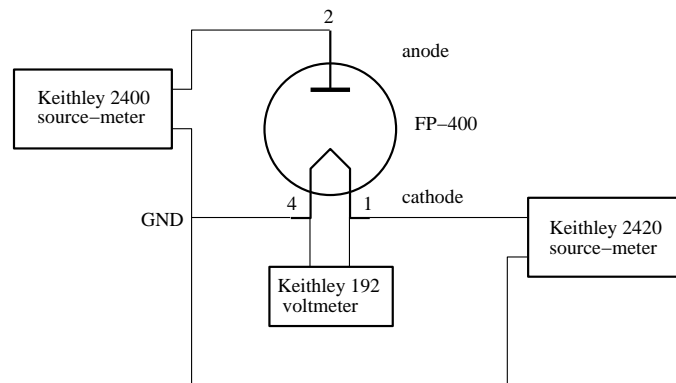 2
anode
Keithley 2400
source−meter
FP−400
4
1
cathode
GND
Keithley 2420
source−meter
Keithley 192
voltmeter